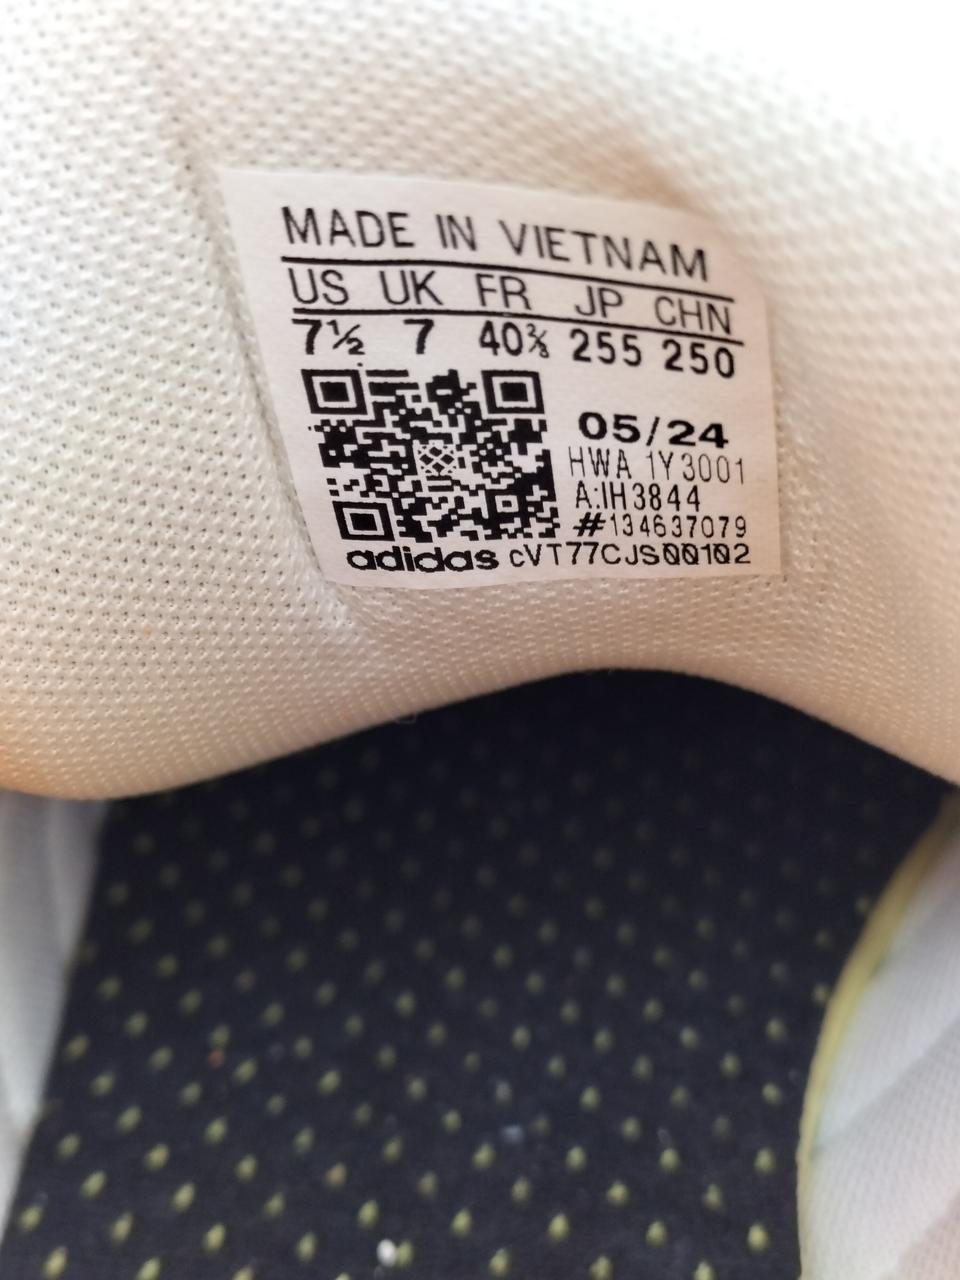 MADE IN VIETNAM
US UK FR JP CHN
7½ 7 40⅔ 255 250
05/24
HWA 1Y3001
A:IH3844
#134637079
adidas cVT77CJS00102